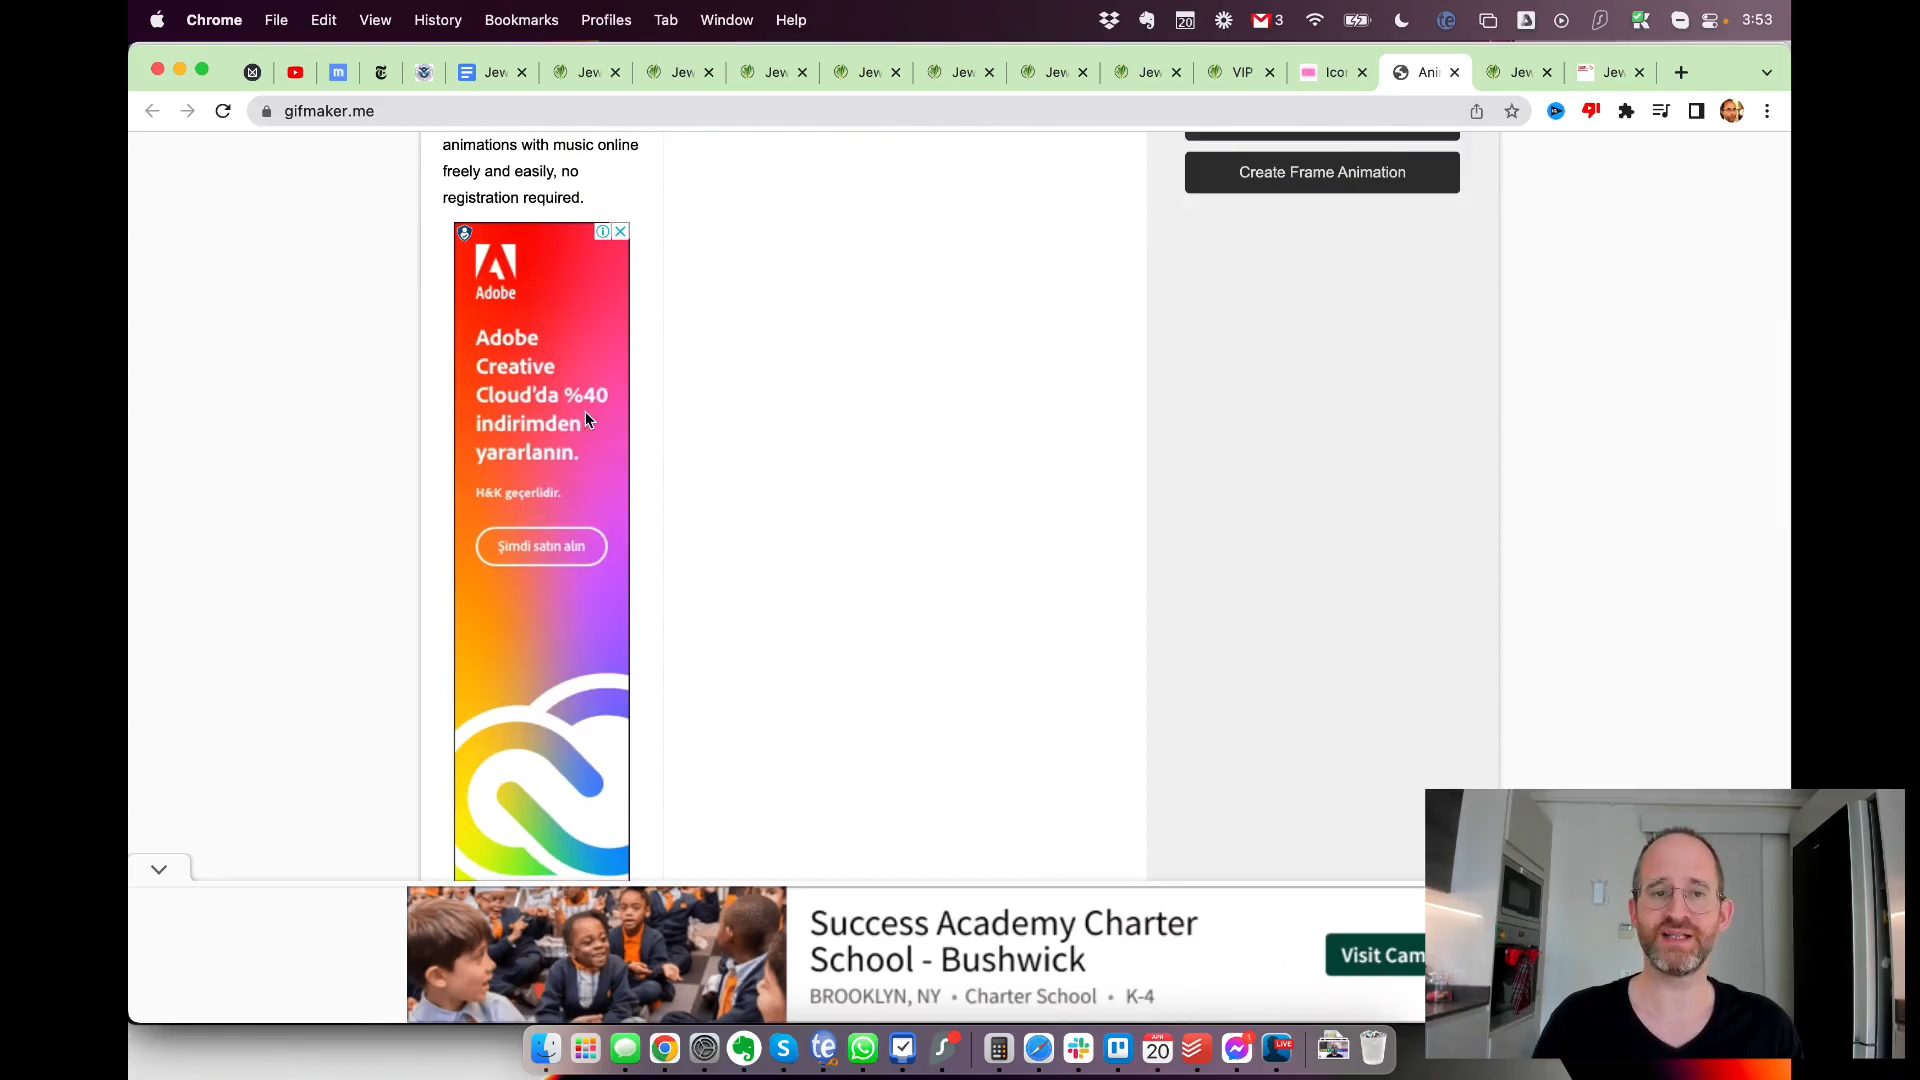 Chrome File Edit View History Bookmarks Profiles Tab Window Help 20 3 3:53
Jew Jew Jew Jew Jew Jew Jew Jew VIP Ani Jew Jew
gifmaker.me
animations with music online
freely and easily, no
registration required.
Create Frame Animation
Adobe
Adobe
Creative
Cloud'da %40
indirimden
yararlanın.
H&K geçerlidir.
Şimdi satın alın
Success Academy Charter
School - Bushwick
BROOKLYN, NY • Charter School • K-4
Visit Cam
APR
20
LIVE
1